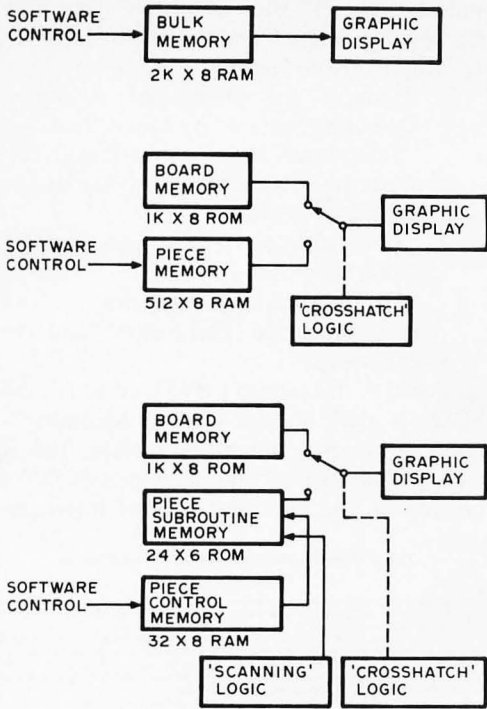 SOFTWARE
CONTROL
BULK
MEMORY
2K X 8 RAM
GRAPHIC
DISPLAY
BOARD
MEMORY
1K X 8 ROM
SOFTWARE
CONTROL
PIECE
MEMORY
512 X 8 RAM
GRAPHIC
DISPLAY
'CROSSHATCH'
LOGIC
BOARD
MEMORY
1K X 8 ROM
PIECE
SUBROUTINE
MEMORY
24 X 6 ROM
SOFTWARE
CONTROL
PIECE
CONTROL
MEMORY
32 X 8 RAM
GRAPHIC
DISPLAY
'SCANNING'
LOGIC
'CROSSHATCH'
LOGIC